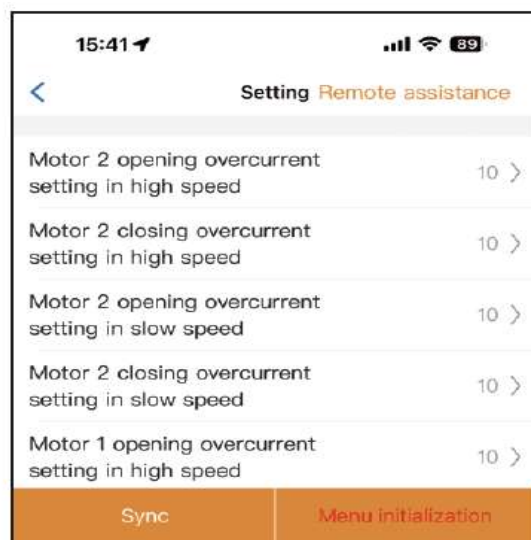 15:41
89
Setting Remote assistance
Motor 2 opening overcurrent
setting in high speed
10
Motor 2 closing overcurrent
setting in high speed
10
Motor 2 opening overcurrent
setting in slow speed
10
Motor 2 closing overcurrent
setting in slow speed
10
Motor 1 opening overcurrent
setting in high speed
10
Sync
Menu initialization